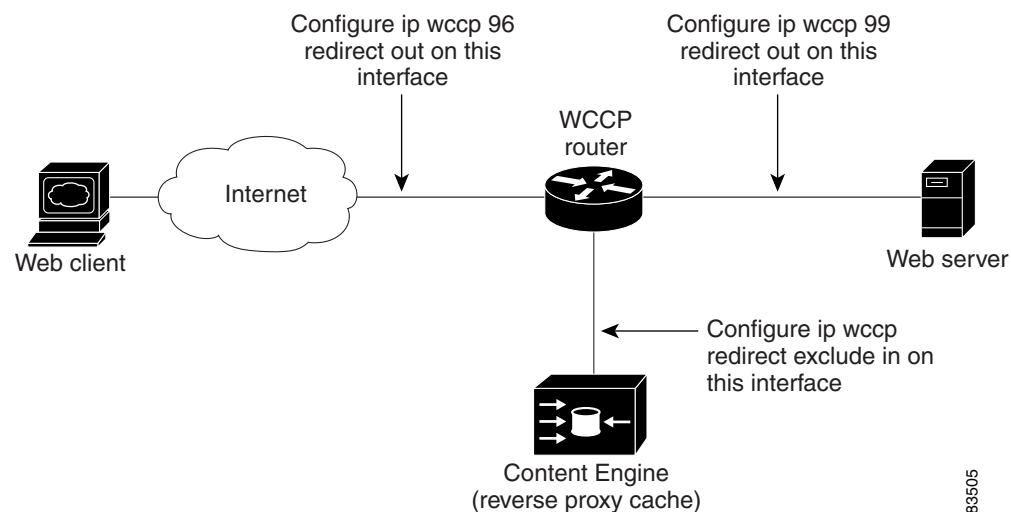 Configure ip wccp 96
redirect out on this
interface
Configure ip wccp 99
redirect out on this
interface
WCCP
router
Internet
Web client
Web server
Configure ip wccp
redirect exclude in on
this interface
Content Engine
(reverse proxy cache)
83505